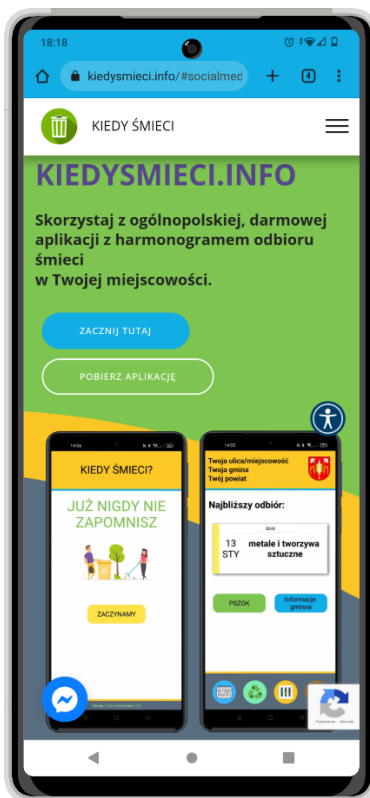 18:18
kiedysmieci.info/#socialmed
4
KIEDY ŚMIECI
KIEDYSMIECI.INFO
Skorzystaj z ogólnopolskiej, darmowej
aplikacji z harmonogramem odbioru
śmieci
w Twojej miejscowości.
ZACZNIJ TUTAJ
POBIERZ APLIKACJĘ
KIEDY ŚMIECI?
JUŻ NIGDY NIE
ZAPOMNISZ
ZACZYNAMY
Twoja ulica/miejscowość
Twoja gmina
Twój powiat
Najbliższy odbiór:
dziś
13 metale i tworzywa
STY sztuczne
PSZOK
Informacje
gminne